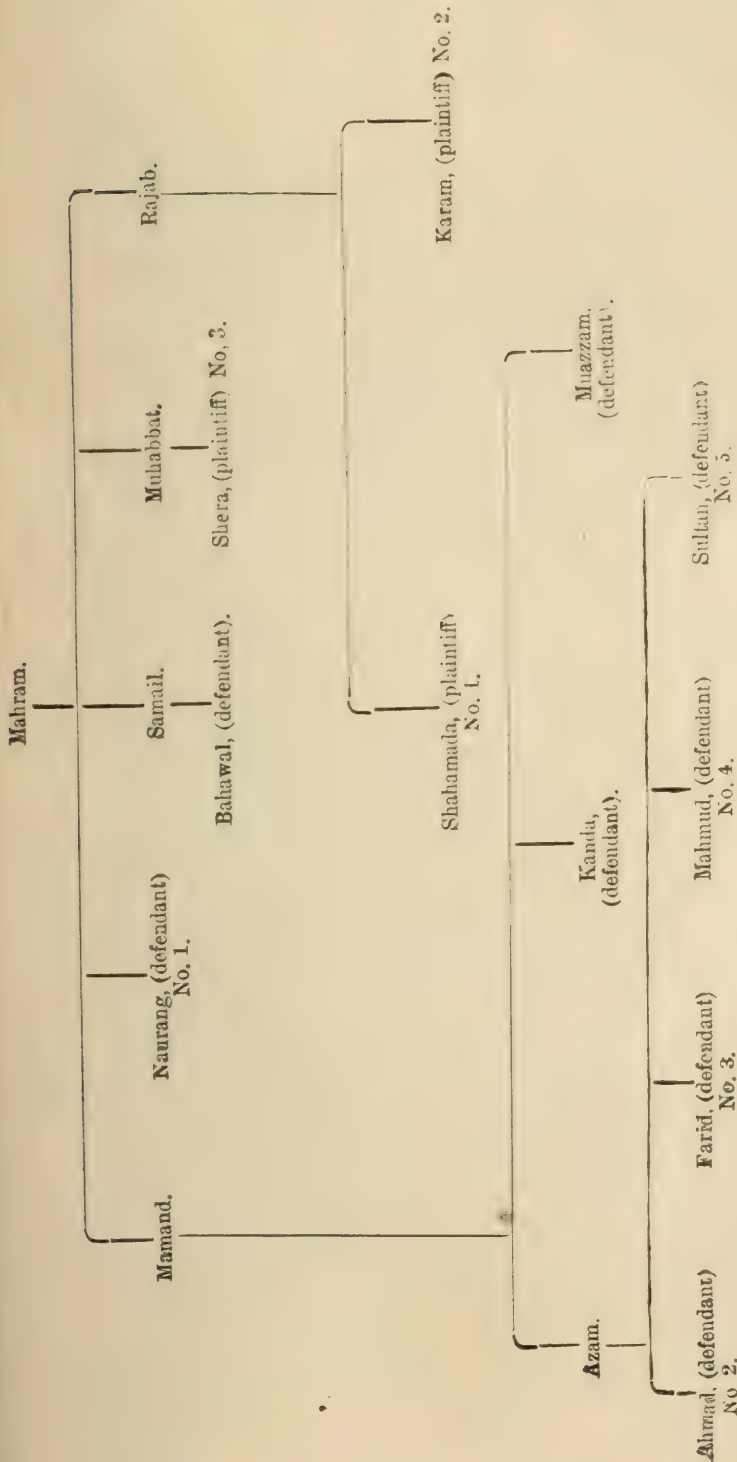 Mahram.
Mamand.
Naurang, (defendant)
No. 1.
Samail.
Muhabbat.
Rajab.
Bahawal, (defendant).
Shera, (plaintiff) No, 3.
Shahamada, (plaintiff)
No. 1.
Karam, (plaintiff) No. 2.
Azam.
Kanda,
(defendant).
Muazzam.
(defendant).
Ahmad, (defendant)
No 2.
Farid, (defendant)
No. 3.
Mahmud, (defendant)
No. 4.
Sultan, (defendant)
No. 5.